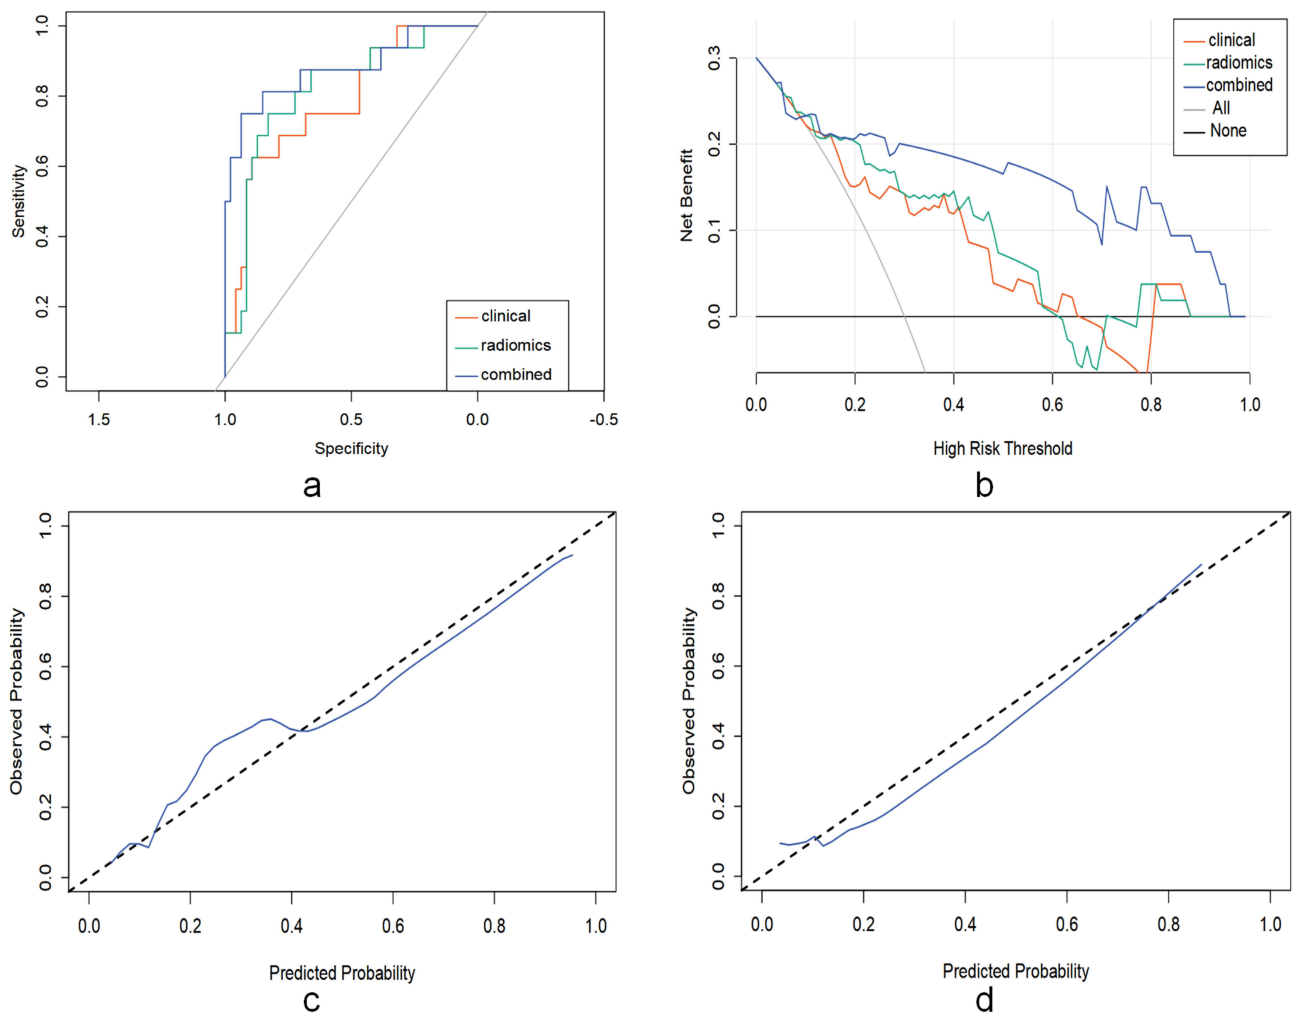 1.0
0.8
0.6
0.4
0.2
0.0
Sensitivity
clinical
radiomics
combined
1.5
1.0
0.5
0.0
-0.5
Specificity
a
0.3
0.2
0.1
0.0
Net Benefit
clinical
radiomics
combined
All
None
0.0
0.2
0.4
0.6
0.8
1.0
High Risk Threshold
b
1.0
0.8
0.6
0.4
0.2
0.0
Observed Probability
0.0
0.2
0.4
0.6
0.8
1.0
Predicted Probability
c
1.0
0.8
0.6
0.4
0.2
0.0
Observed Probability
0.0
0.2
0.4
0.6
0.8
1.0
Predicted Probability
d